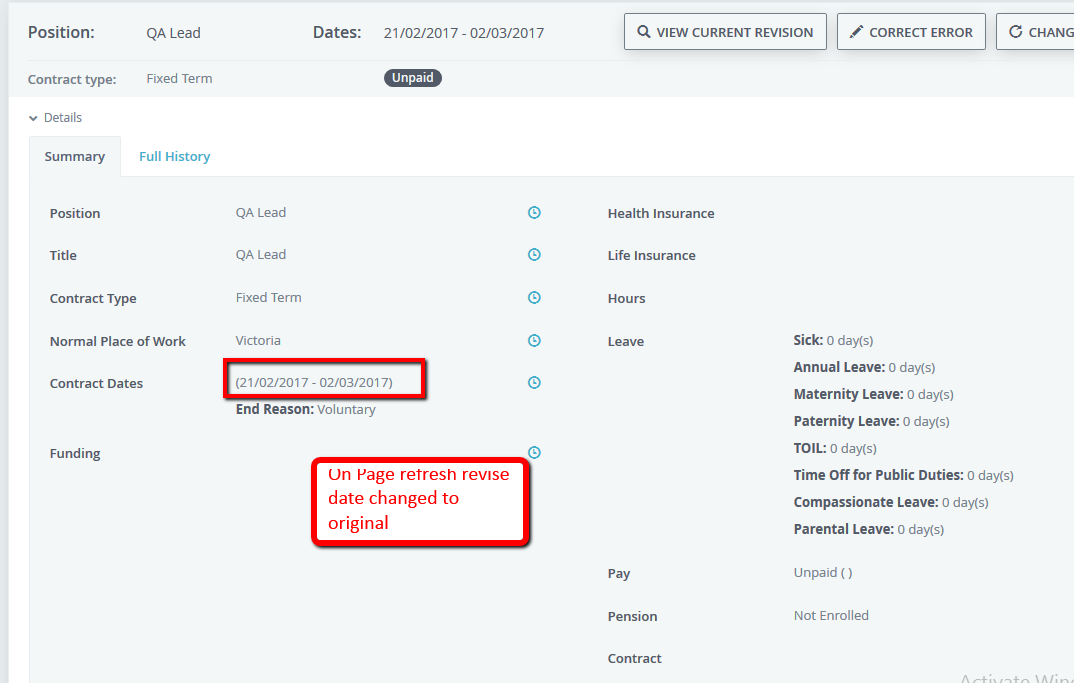 Position: QA Lead Dates: 21/02/2017 - 02/03/2017 VIEW CURRENT REVISION CORRECT ERROR CHANG
Contract type: Fixed Term Unpaid
Details
Summary Full History
Position QA Lead Health Insurance
Title QA Lead Life Insurance
Contract Type Fixed Term Hours
Normal Place of Work Victoria Leave Sick: 0 day(s)
Annual Leave: 0 day(s)
Contract Dates (21/02/2017 - 02/03/2017) Maternity Leave: 0 day(s)
End Reason: Voluntary Paternity Leave: 0 day(s)
Funding TOIL: 0 day(s)
On Page refresh revise Time Off for Public Duties: 0 day(s)
date changed to Compassionate Leave: 0 day(s)
original Parental Leave: 0 day(s)
Pay Unpaid ( )
Pension Not Enrolled
Contract
Activate Wind